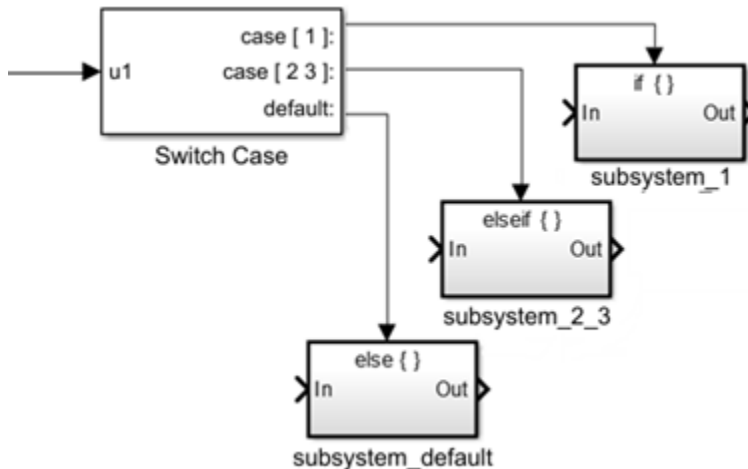 case [ 1 ]:
u1
case [ 2 3 ]:
default:
Switch Case
if { }
In
Out
subsystem_1
elseif { }
In
Out
subsystem_2_3
else { }
In
Out
subsystem_default